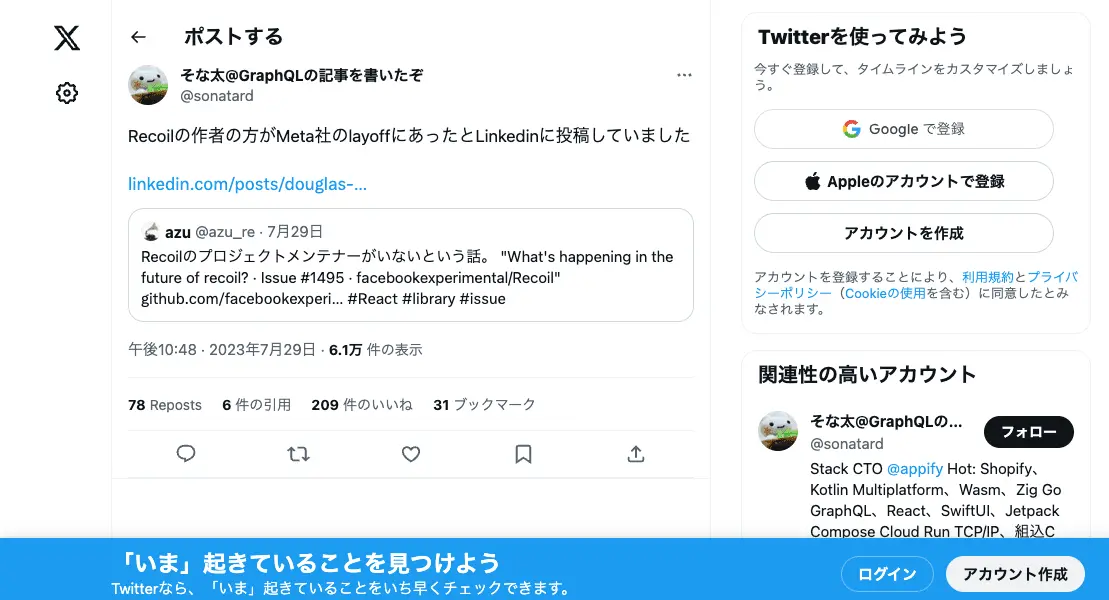 ポストする
そな太@GraphQLの記事を書いたぞ
@sonatard
Recoilの作者の方がMeta社のlayoffにあったとLinkedinに投稿していました
linkedin.com/posts/douglas-...
azu @azu_re · 7月29日
Recoilのプロジェクトメンテナーがいないという話。 "What's happening in the
future of recoil? · Issue #1495 · facebookexperimental/Recoil"
github.com/facebookexperi... #React #library #issue
午後10:48 · 2023年7月29日 · 6.1万 件の表示
78 Reposts 6 件の引用 209 件のいいね 31 ブックマーク
Twitterを使ってみよう
今すぐ登録して、タイムラインをカスタマイズしましょ
う。
Google で登録
Appleのアカウントで登録
アカウントを作成
アカウントを登録することにより、利用規約とプライバ
シーポリシー（Cookieの使用を含む）に同意したとみ
なされます。
関連性の高いアカウント
そな太@GraphQLの...
@sonatard
フォロー
Stack CTO @appify Hot: Shopify、
Kotlin Multiplatform、Wasm、Zig Go
GraphQL、React、SwiftUI、Jetpack
Compose Cloud Run TCP/IP、組込C
「いま」起きていることを見つけよう
Twitterなら、「いま」起きていることをいち早くチェックできます。
ログイン
アカウント作成